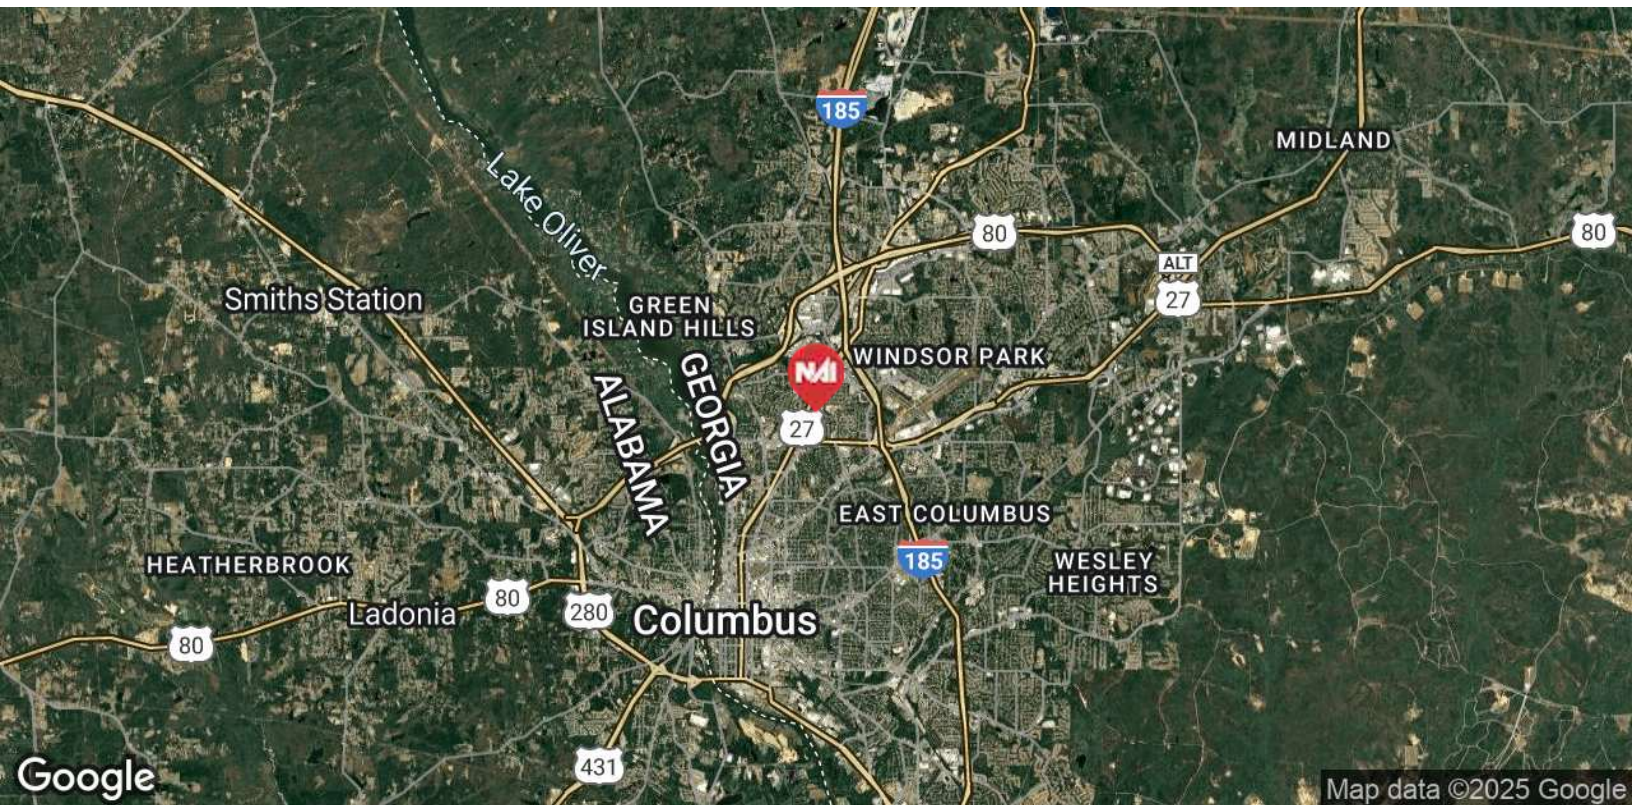 185
MIDLAND
Lake Oliver
80
80
ALT
27
Smiths Station
GREEN
ISLAND HILLS
WINDSOR PARK
NAI
GEORGIA
ALABAMA
27
EAST COLUMBUS
185
HEATHERBROOK
WESLEY
HEIGHTS
80
280
Ladonia
Columbus
80
431
Google
Map data ©2025 Google